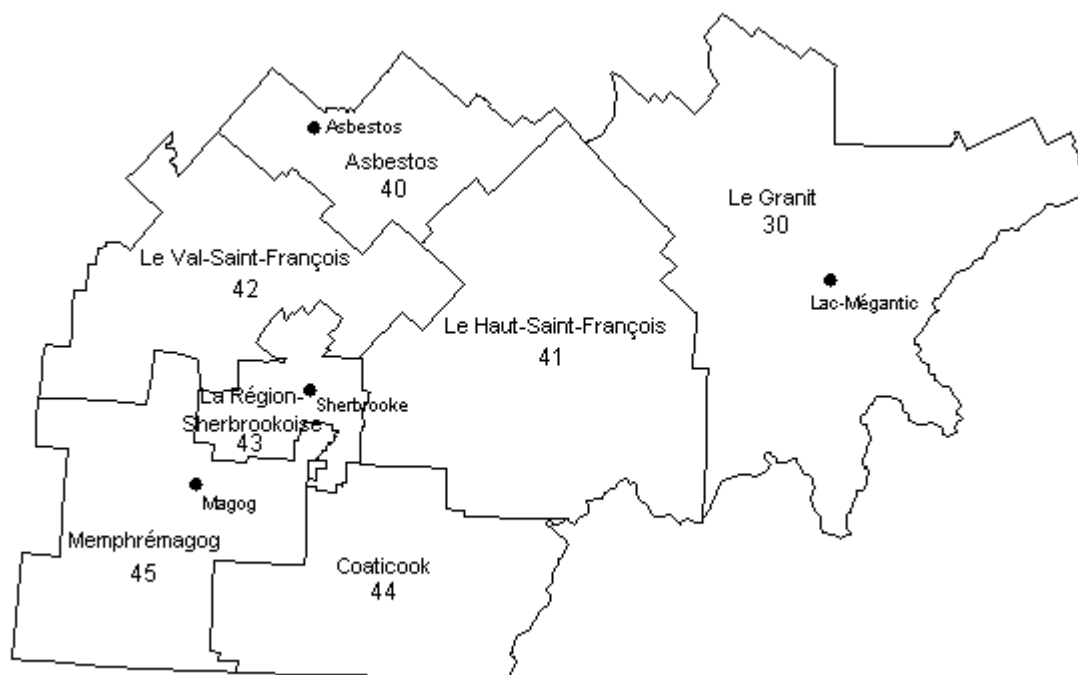 Asbestos
Asbestos
40
Le Granit
30
Le Val-Saint-François
42
Lac-Mégantic
Le Haut-Saint-François
41
La Région-
Sherbrookoise
43
Sherbrooke
Magog
Memphrémagog
45
Coaticook
44